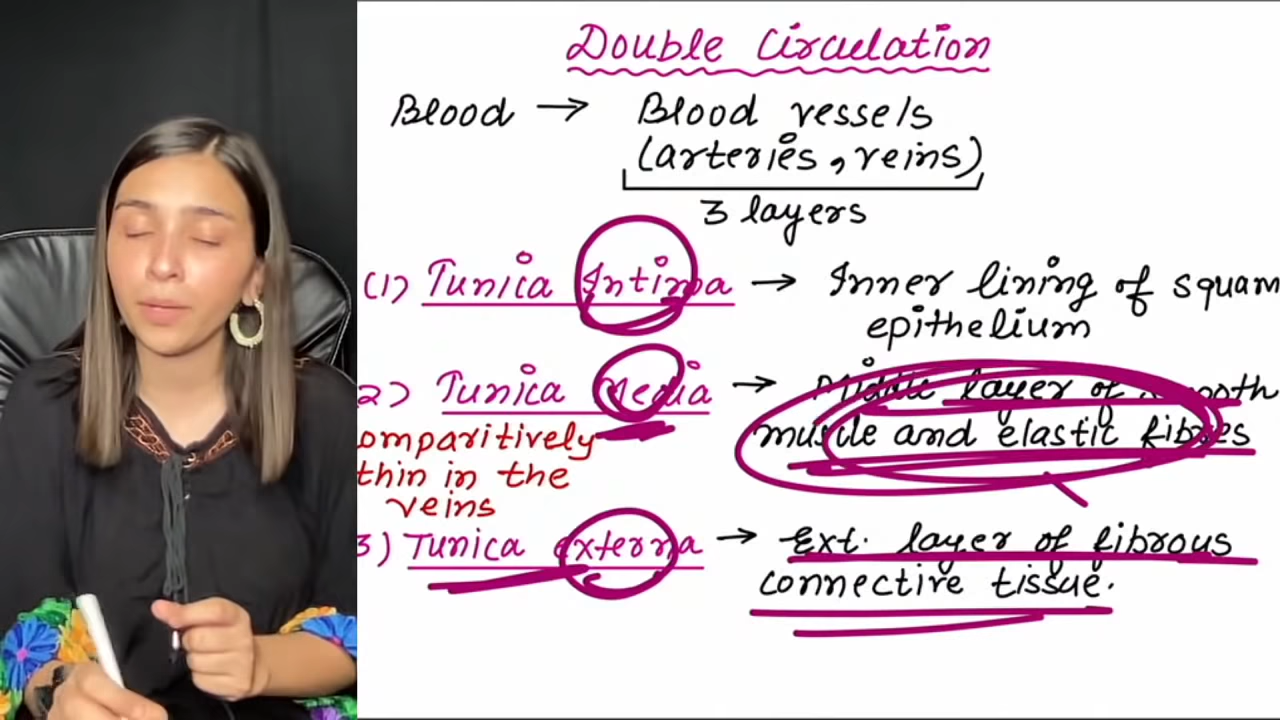 Double Circulation
Blood → Blood vessels
(arteries, veins)
3 layers
(1) Tunica Intima → Inner lining of squam
epithelium
2) Tunica Media → Middle layer of smooth
muscle and elastic fibres
omparitively
thin in the
veins
3) Tunica externa → Ext. layer of fibrous
connective tissue.